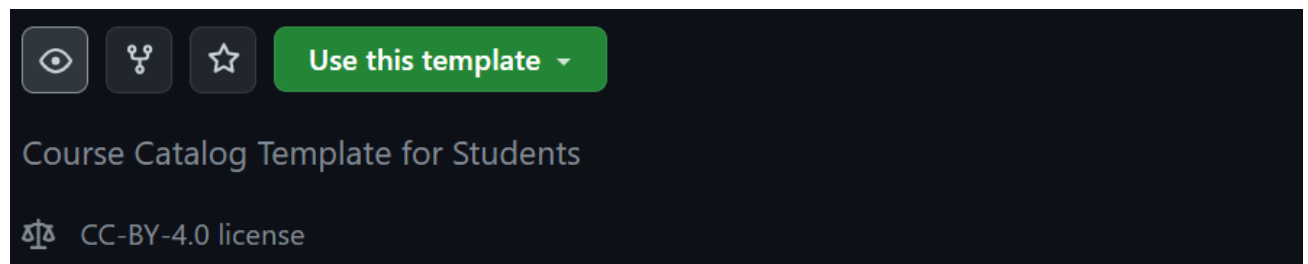 Use this template
Course Catalog Template for Students
CC-BY-4.0 license